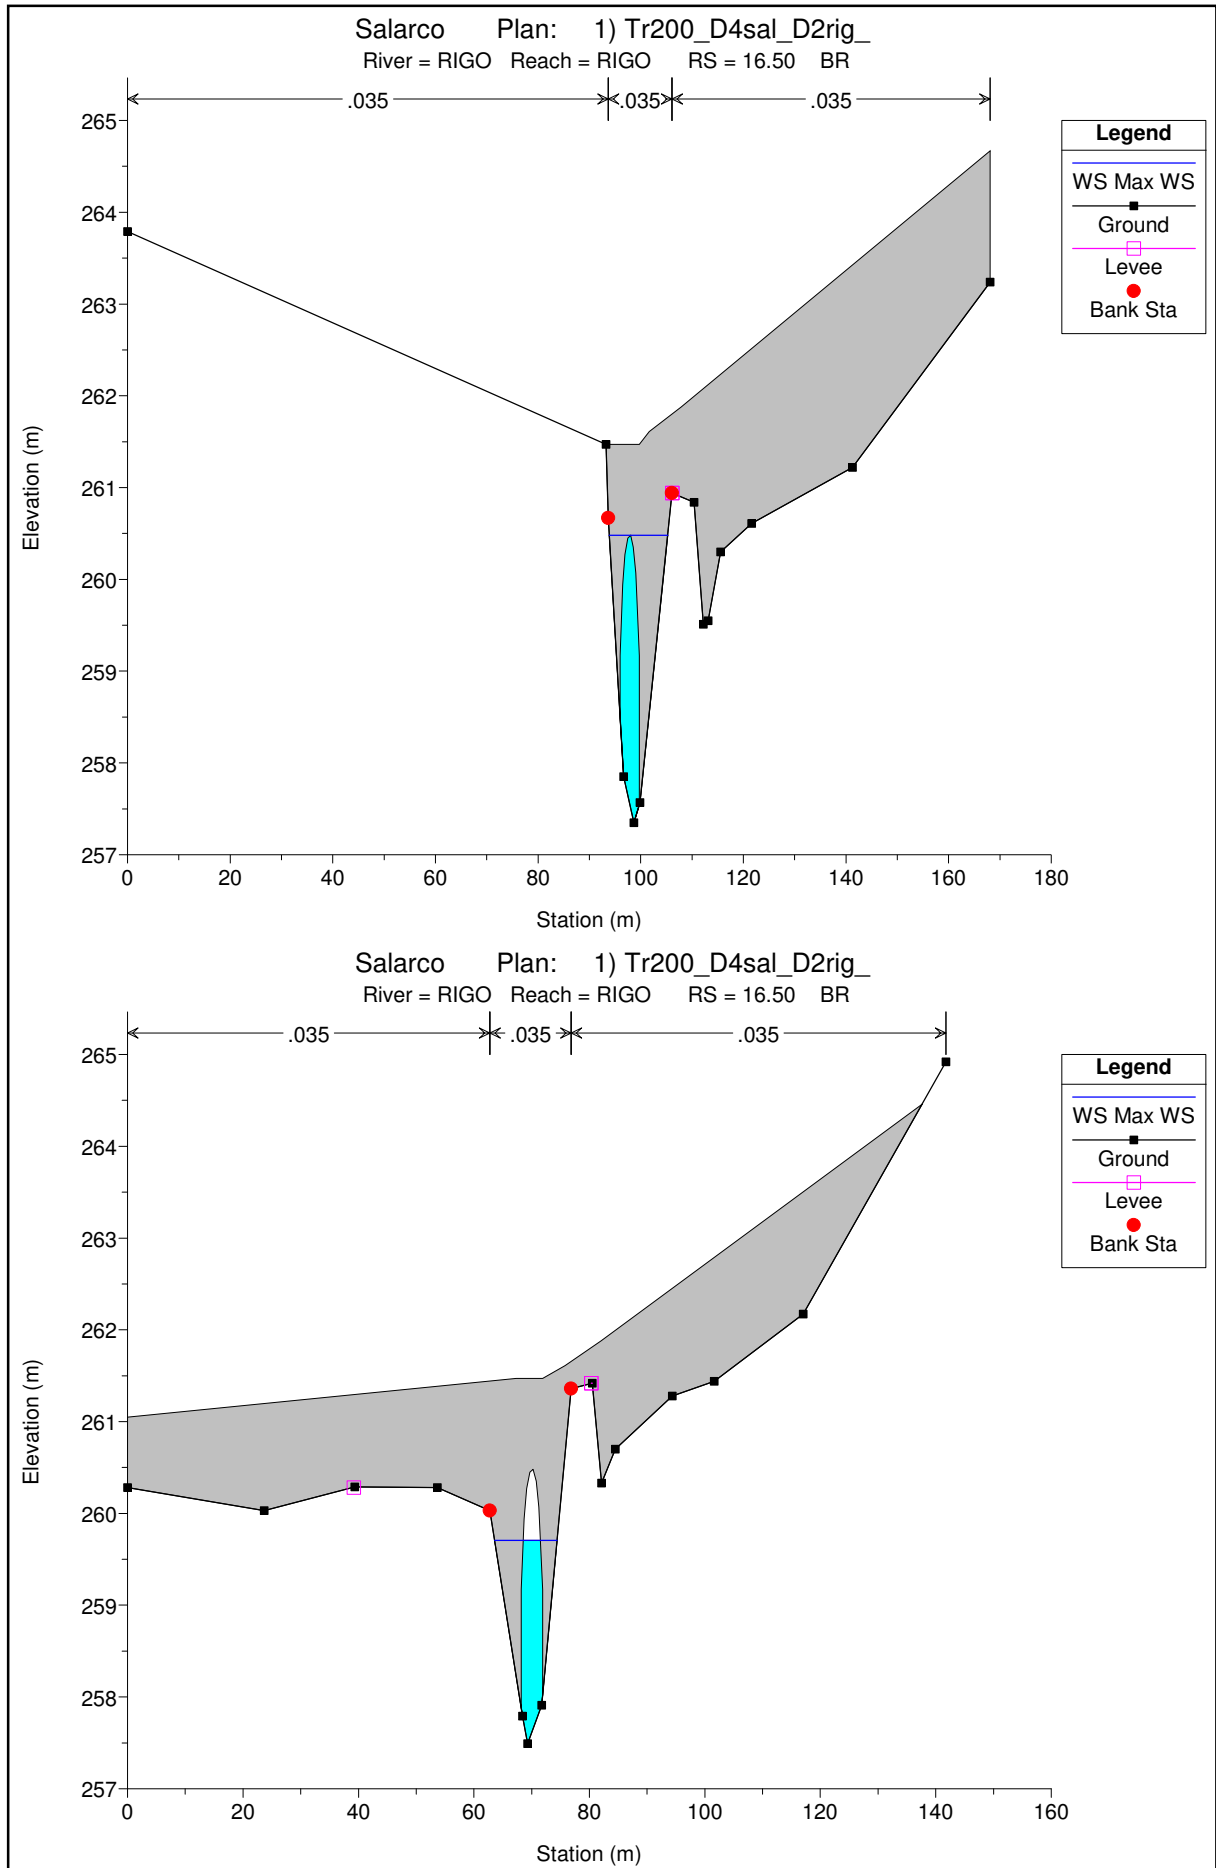 Salarco Plan: 1) Tr200_D4sal_D2rig_
River = RIGO Reach = RIGO RS = 16.50 BR
.035 .035 .035
265
264
263
262
261
260
259
258
257
0 20 40 60 80 100 120 140 160 180
Station (m)
Elevation (m)
Legend
WS Max WS
Ground
Levee
Bank Sta
Salarco Plan: 1) Tr200_D4sal_D2rig_
River = RIGO Reach = RIGO RS = 16.50 BR
.035 .035 .035
265
264
263
262
261
260
259
258
257
0 20 40 60 80 100 120 140 160
Station (m)
Elevation (m)
Legend
WS Max WS
Ground
Levee
Bank Sta